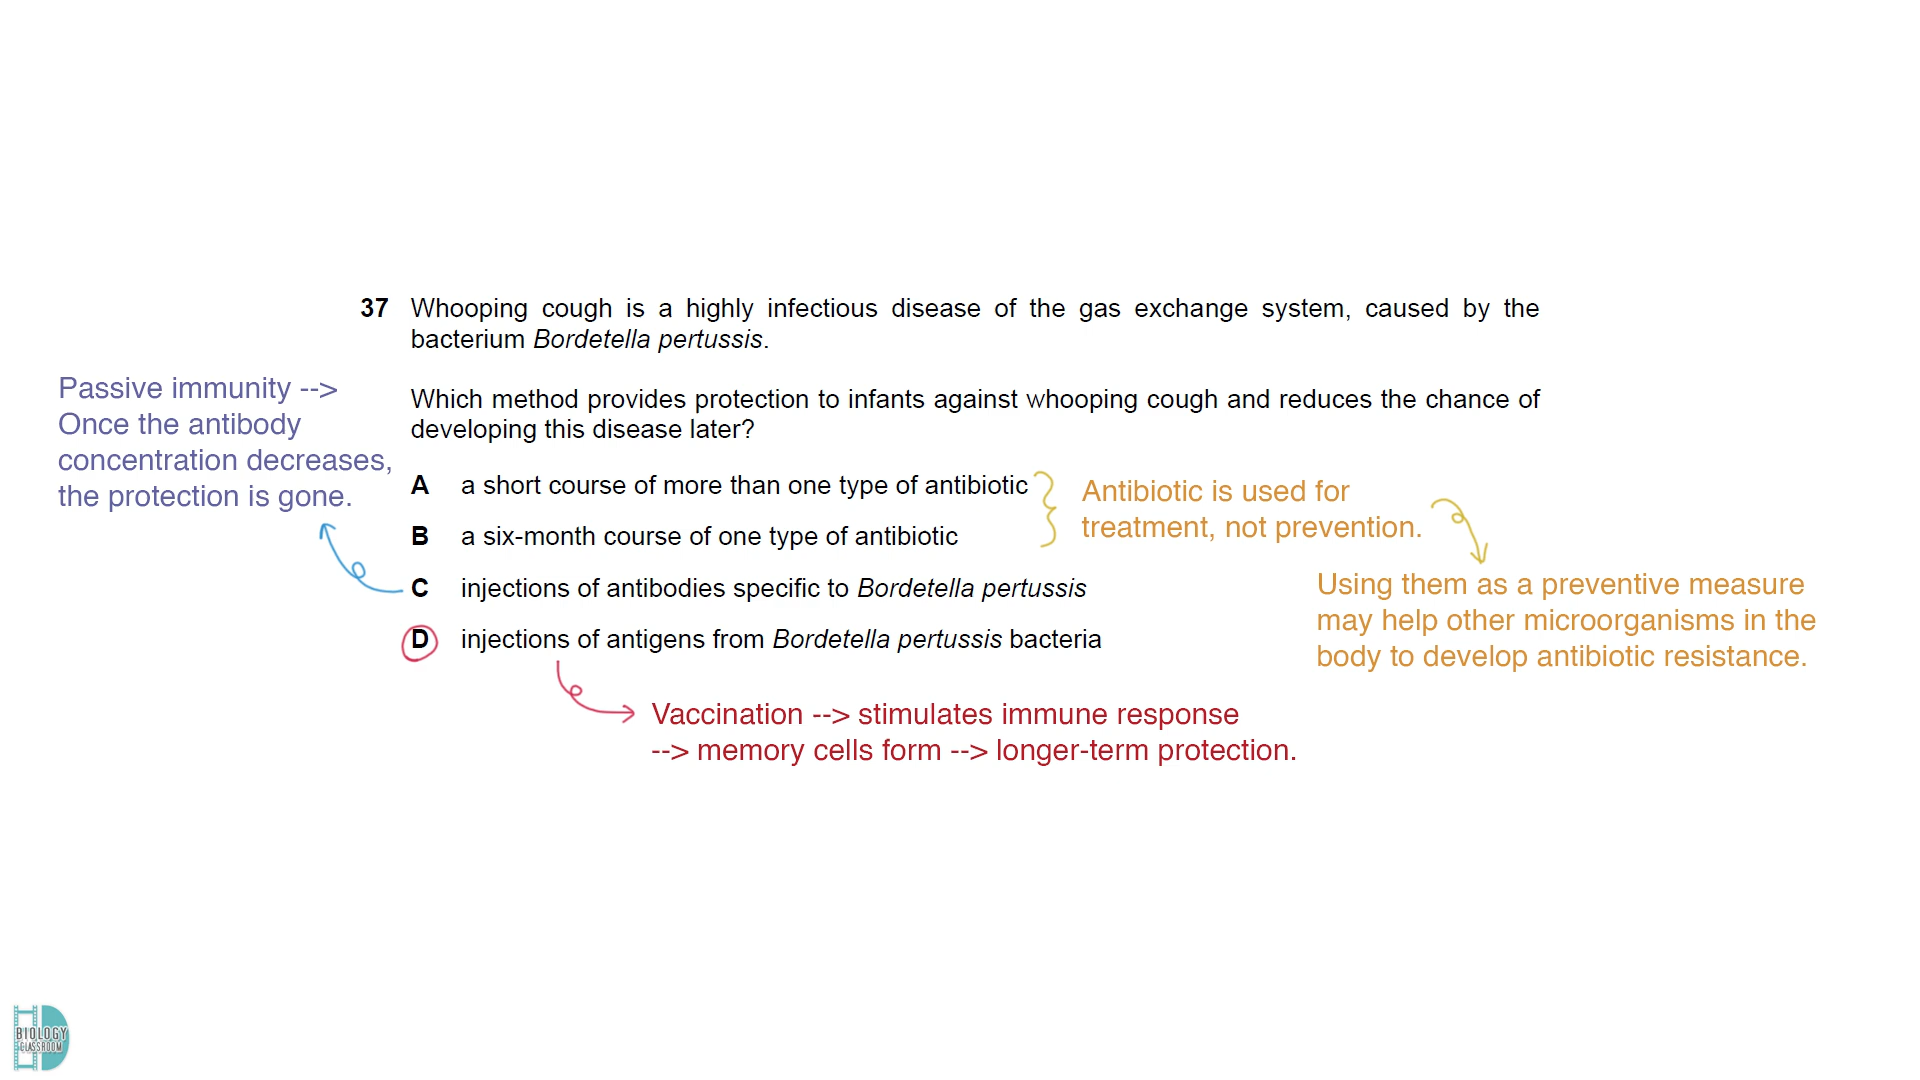 37 Whooping cough is a highly infectious disease of the gas exchange system, caused by the
bacterium Bordetella pertussis.
Passive immunity -->
Once the antibody
concentration decreases,
the protection is gone.
Which method provides protection to infants against whooping cough and reduces the chance of
developing this disease later?
A a short course of more than one type of antibiotic
B a six-month course of one type of antibiotic
Antibiotic is used for
treatment, not prevention.
Using them as a preventive measure
may help other microorganisms in the
body to develop antibiotic resistance.
C injections of antibodies specific to Bordetella pertussis
D injections of antigens from Bordetella pertussis bacteria
Vaccination --> stimulates immune response
--> memory cells form --> longer-term protection.
BIOLOGY
CLASSROOM